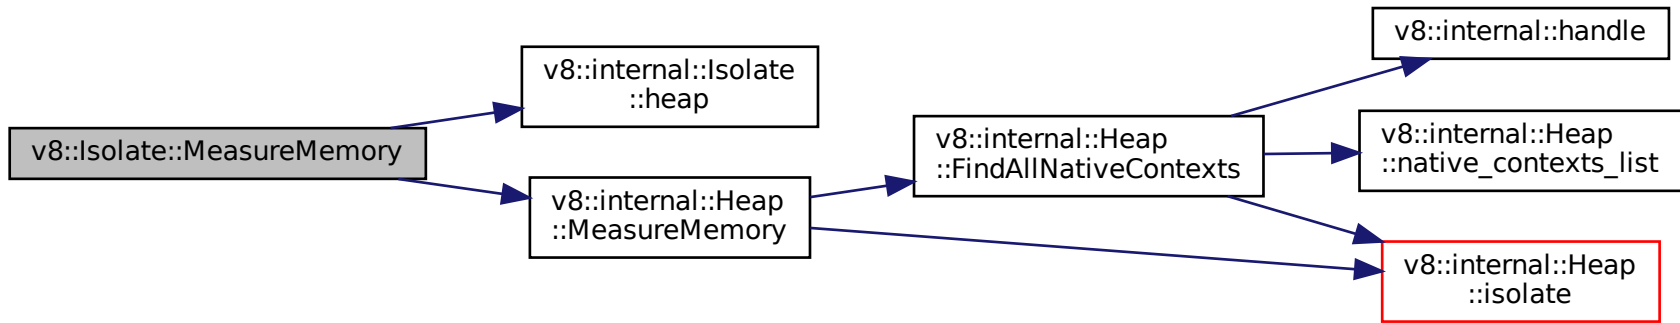 v8::Isolate::MeasureMemory
v8::internal::Isolate
::heap
v8::internal::Heap
::MeasureMemory
v8::internal::Heap
::FindAllNativeContexts
v8::internal::handle
v8::internal::Heap
::native_contexts_list
v8::internal::Heap
::isolate